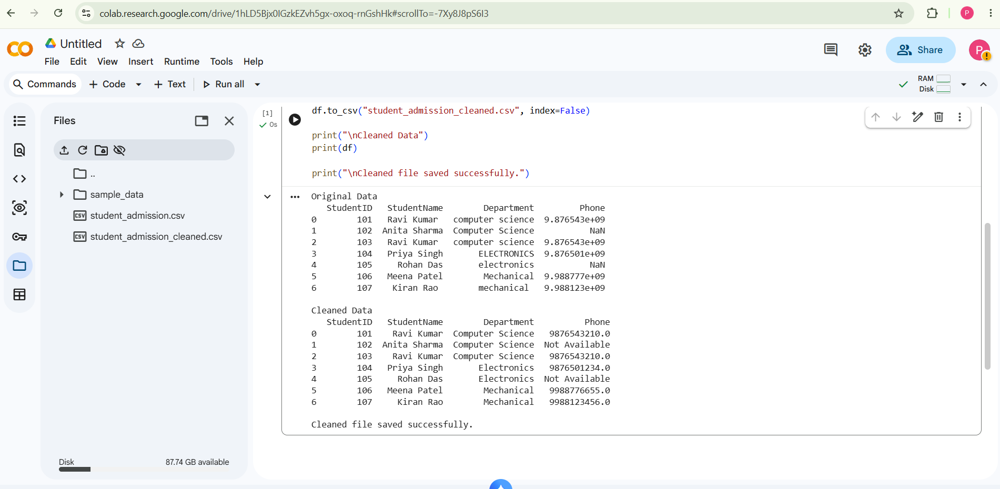 colab.research.google.com/drive/1hLD5Bjx0IGzkEZvh5gx-oxoq-rnGshHk#scrollTo=-7Xy8J8pS6I3
P
CO
Untitled
File Edit View Insert Runtime Tools Help
Share
P
Commands + Code + Text Run all
RAM
Disk
Files
..
sample_data
CSV student_admission.csv
CSV student_admission_cleaned.csv
Disk 87.74 GB available
[1]
0s
df.to_csv("student_admission_cleaned.csv", index=False)
print("\nCleaned Data")
print(df)
print("\nCleaned file saved successfully.")
Original Data
StudentID StudentName Department Phone
0 101 Ravi Kumar computer science 9.876543e+09
1 102 Anita Sharma Computer Science NaN
2 103 Ravi Kumar computer science 9.876543e+09
3 104 Priya Singh ELECTRONICS 9.876501e+09
4 105 Rohan Das electronics NaN
5 106 Meena Patel Mechanical 9.988777e+09
6 107 Kiran Rao mechanical 9.988123e+09
Cleaned Data
StudentID StudentName Department Phone
0 101 Ravi Kumar Computer Science 9876543210.0
1 102 Anita Sharma Computer Science Not Available
2 103 Ravi Kumar Computer Science 9876543210.0
3 104 Priya Singh Electronics 9876501234.0
4 105 Rohan Das Electronics Not Available
5 106 Meena Patel Mechanical 9988776655.0
6 107 Kiran Rao Mechanical 9988123456.0
Cleaned file saved successfully.